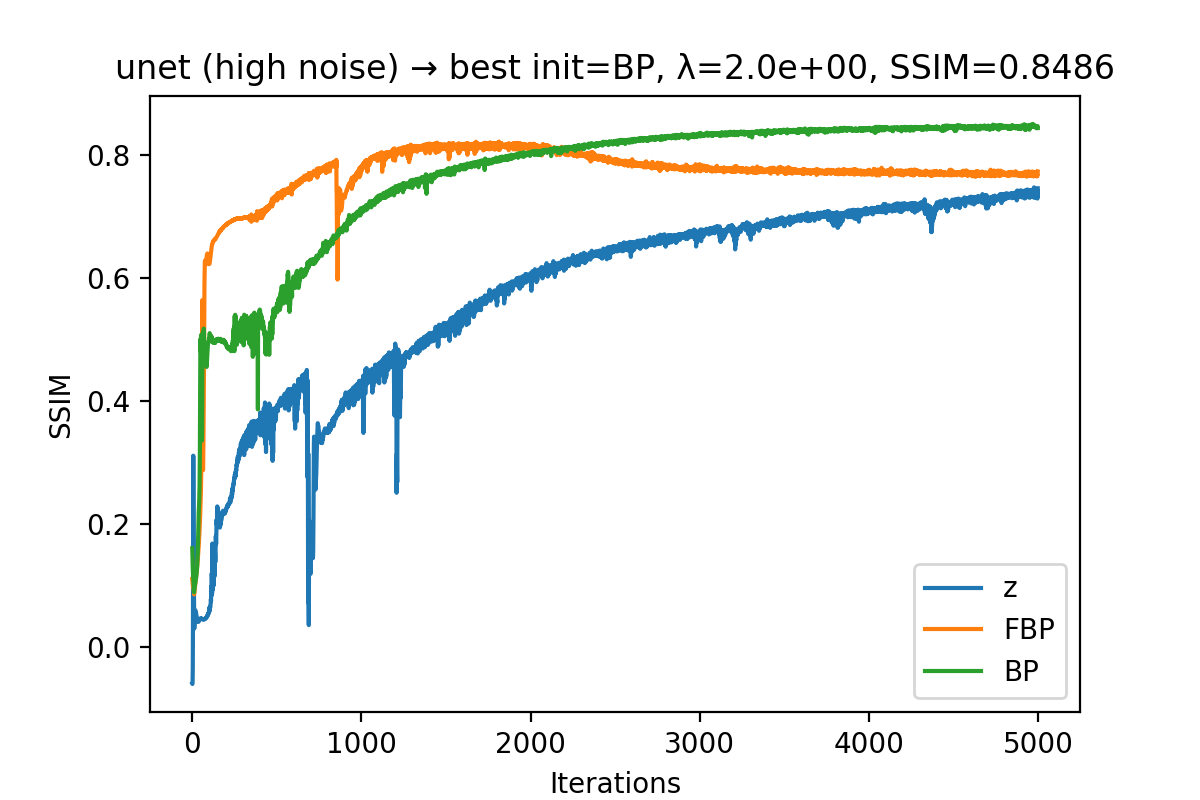 unet (high noise) → best init=BP, λ=2.0e+00, SSIM=0.8486
SSIM
0.8
0.6
0.4
0.2
0.0
z
FBP
BP
0 1000 2000 3000 4000 5000
Iterations